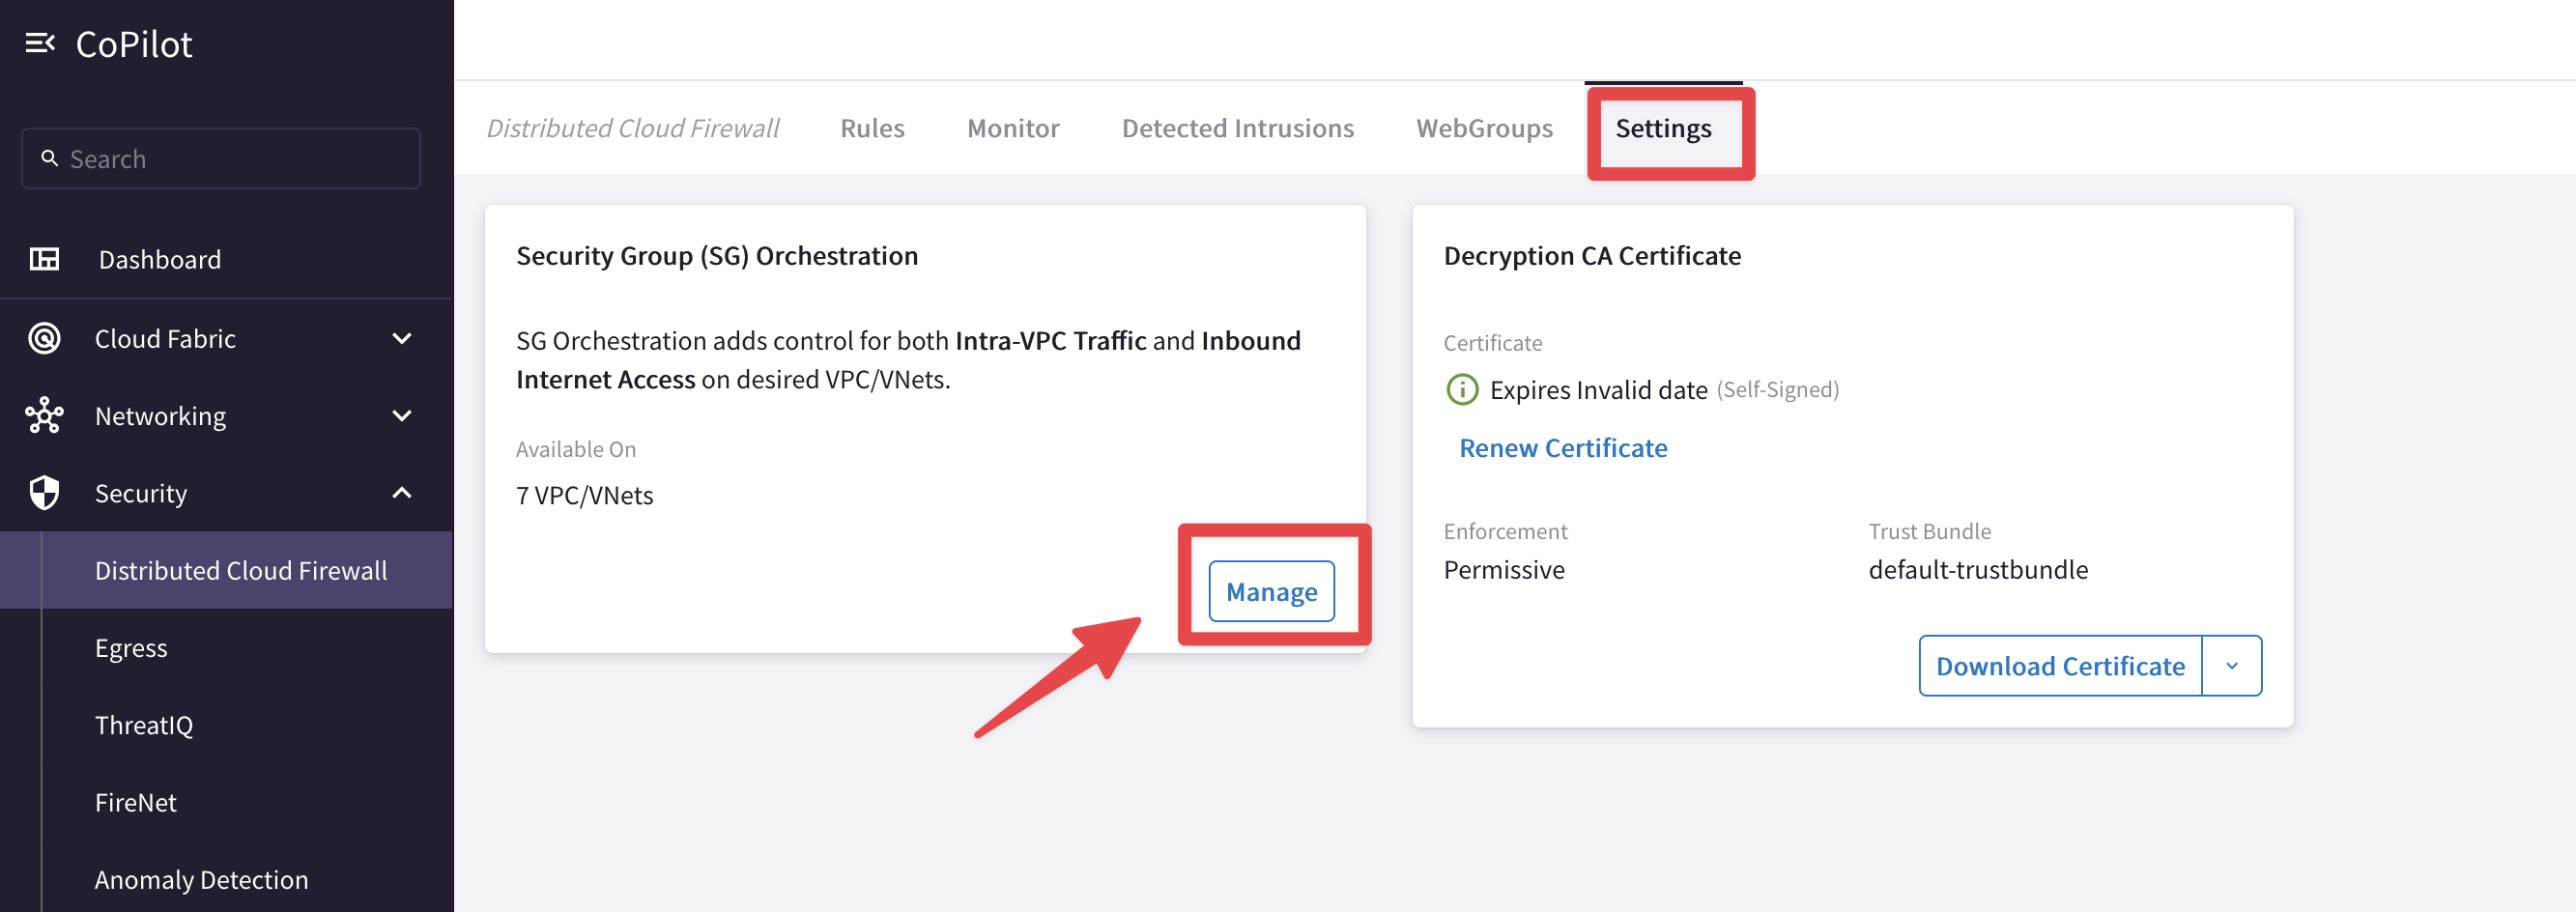 CoPilot
Search
Dashboard
Cloud Fabric
Networking
Security
Distributed Cloud Firewall
Egress
ThreatIQ
FireNet
Anomaly Detection
Distributed Cloud Firewall
Rules
Monitor
Detected Intrusions
WebGroups
Settings
Security Group (SG) Orchestration
SG Orchestration adds control for both Intra-VPC Traffic and Inbound
Internet Access on desired VPC/VNets.
Available On
7 VPC/VNets
Manage
Decryption CA Certificate
Certificate
Expires Invalid date (Self-Signed)
Renew Certificate
Enforcement
Permissive
Trust Bundle
default-trustbundle
Download Certificate